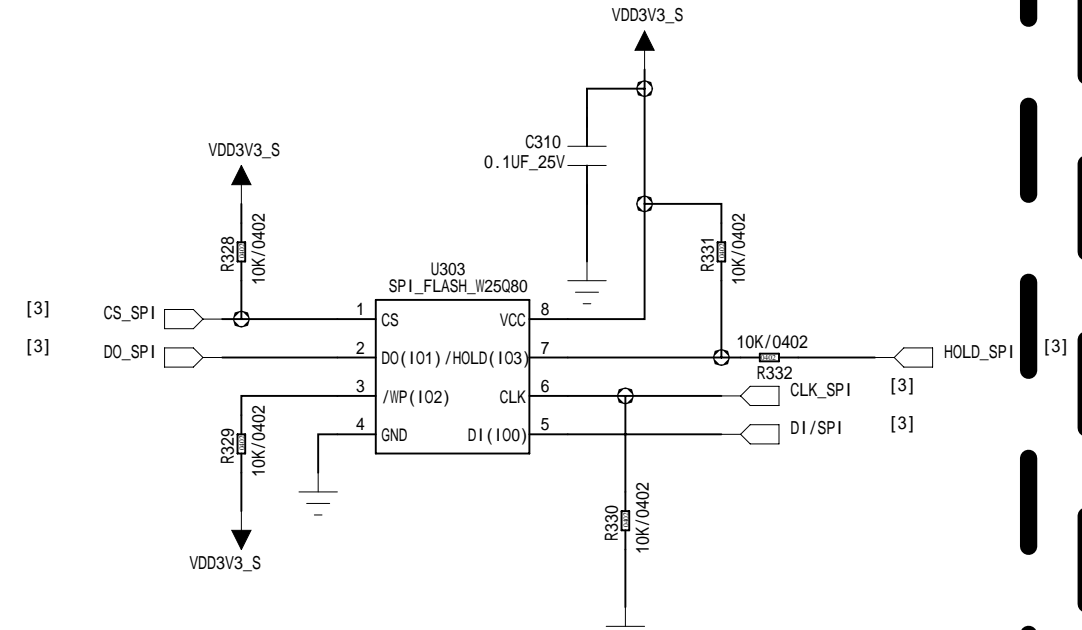 VDD3V3_S
C310
0.1UF_25V
VDD3V3_S
R328
10K/0402
R331
10K/0402
U303
SPI_FLASH_W25Q80
[3] CS_SPI 1 CS VCC 8
[3] DO_SPI 2 DO(IO1) /HOLD(IO3) 7 10K/0402 HOLD_SPI [3]
R332
3 /WP(IO2) CLK 6 CLK_SPI [3]
4 GND DI(IO0) 5 DI/SPI [3]
R329
10K/0402
R330
10K/0402
VDD3V3_S